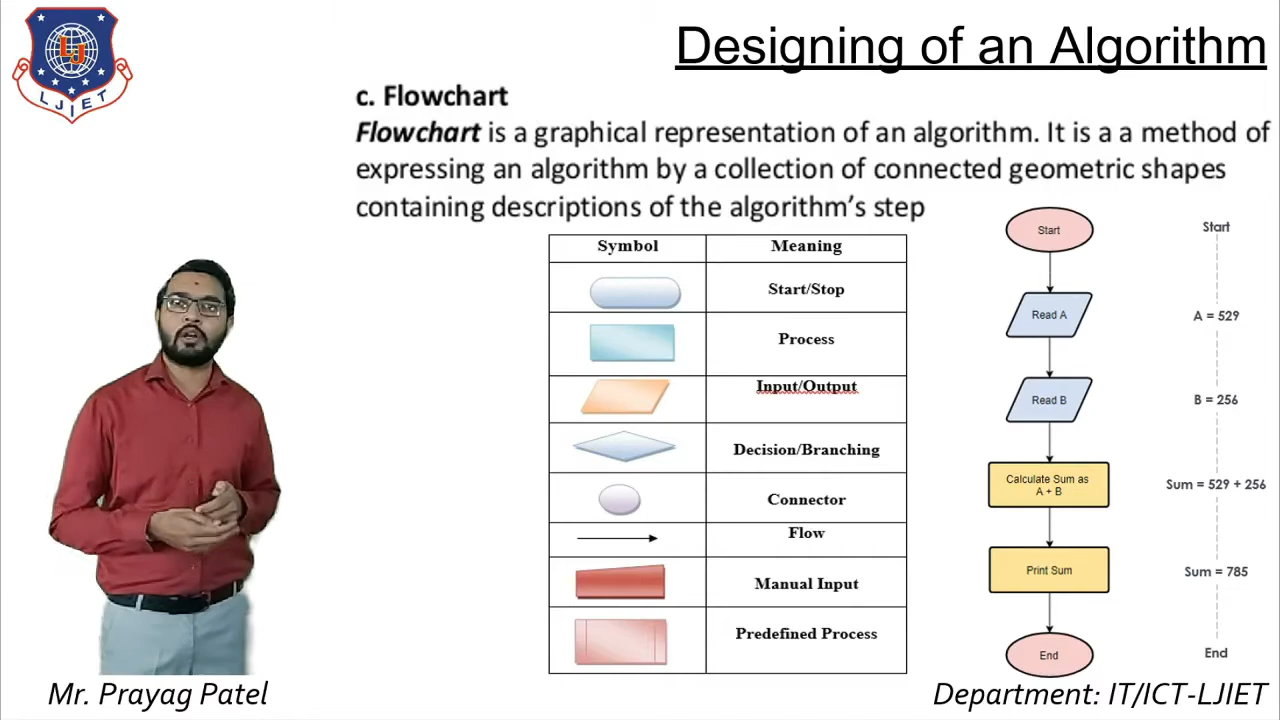 Designing of an Algorithm
LJIET
c. Flowchart
Flowchart is a graphical representation of an algorithm. It is a a method of
expressing an algorithm by a collection of connected geometric shapes
containing descriptions of the algorithm's step
Symbol Meaning
Start/Stop
Process
Input/Output
Decision/Branching
Connector
Flow
Manual Input
Predefined Process
Start
Read A
Read B
Calculate Sum as
A + B
Print Sum
End
Start
A = 529
B = 256
Sum = 529 + 256
Sum = 785
End
Mr. Prayag Patel
Department: IT/ICT-LJIET